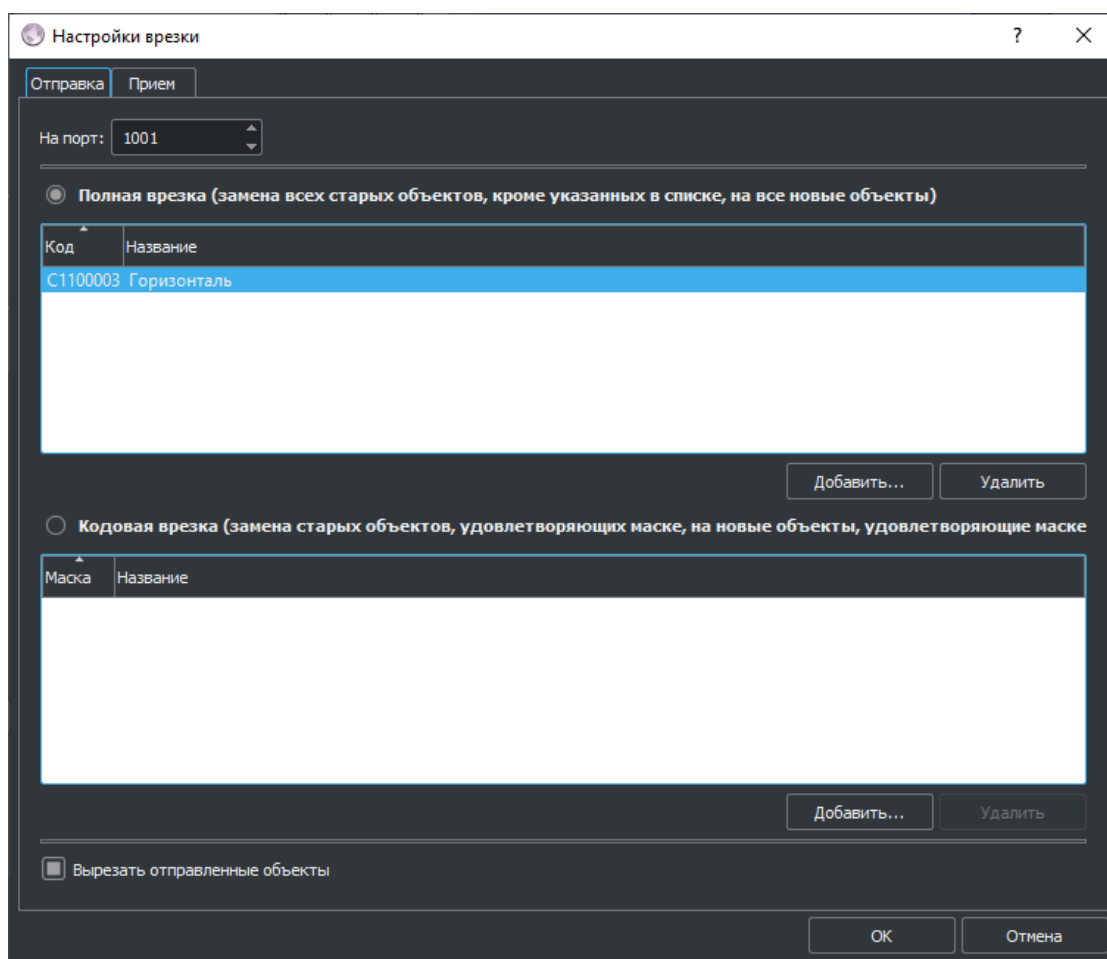 Настройки врезки ?
Отправка Прием
На порт: 1001
Полная врезка (замена всех старых объектов, кроме указанных в списке, на все новые объекты)
Код Название
C1100003 Горизонталь
Добавить... Удалить
Кодовая врезка (замена старых объектов, удовлетворяющих маске, на новые объекты, удовлетворяющие маске
Маска Название
Добавить... Удалить
Вырезать отправленные объекты
OK Отмена